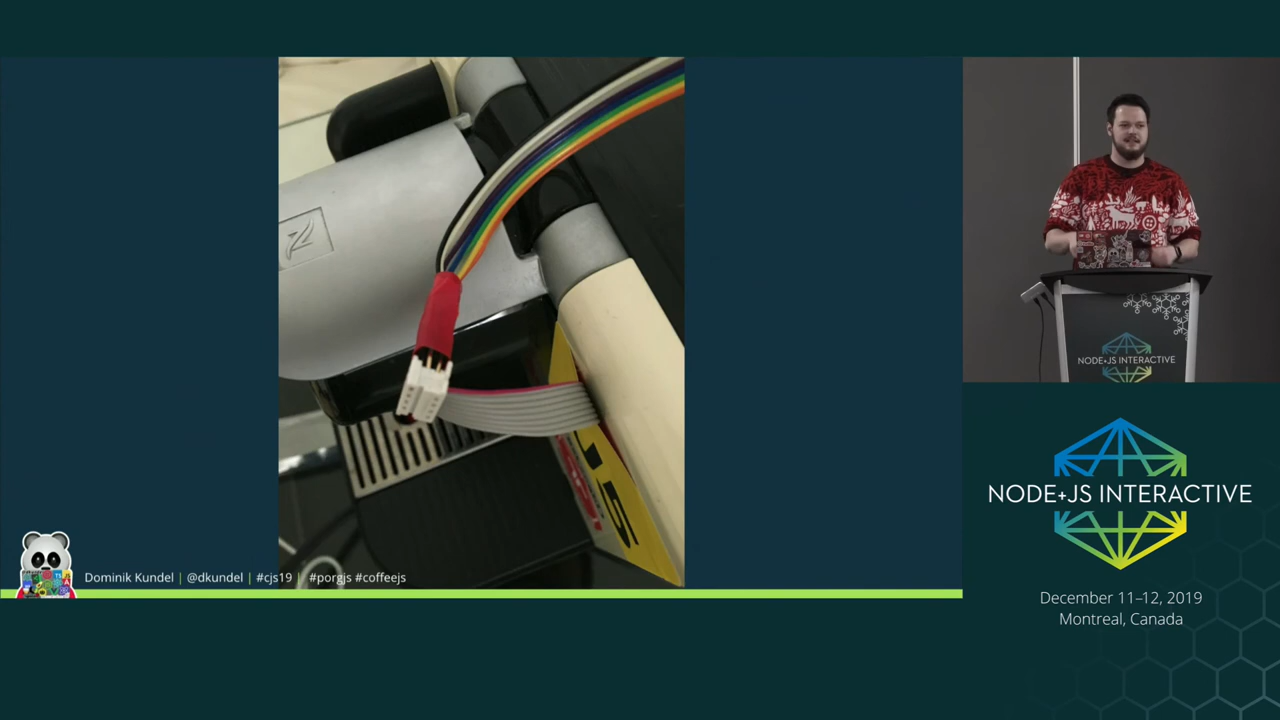 Dominik Kundel | @dkundel | #cjs19 | #porgjs #coffeejs
NODE+JS INTERACTIVE
NODE+JS INTERACTIVE
December 11–12, 2019
Montreal, Canada